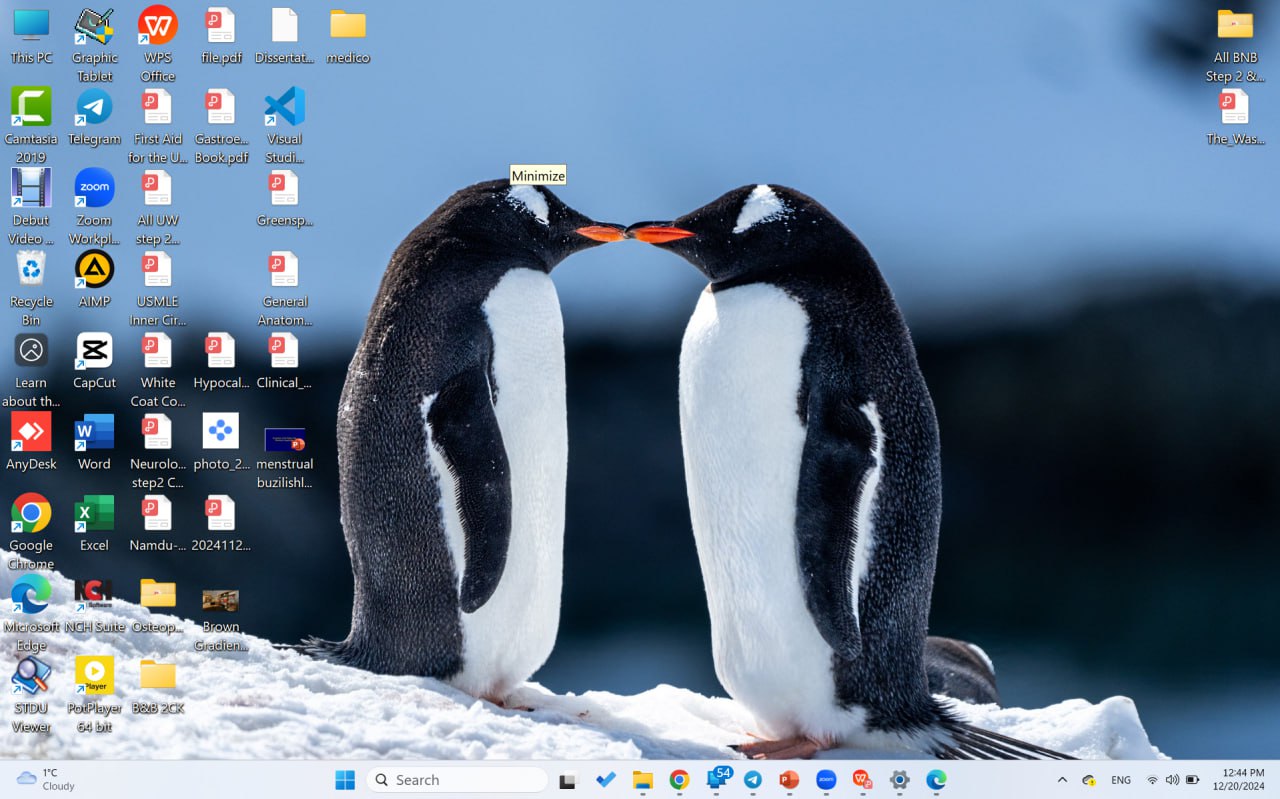 This PC
Graphic
Tablet
WPS
Office
file.pdf
Dissertat...
medico
All BNB
Step 2 &...
Camtasia
2019
Telegram
First Aid
for the U...
Gastroe...
Book.pdf
Visual
Studi...
The_Was...
Minimize
Debut
Video ...
zoom
Zoom
Workpl...
All UW
step 2...
Greensp...
Recycle
Bin
AIMP
USMLE
Inner Cir...
General
Anatom...
Learn
about th...
CapCut
White
Coat Co...
Hypocal...
Clinical_...
AnyDesk
Word
Neurolo...
step2 C...
photo_2...
menstrual
buzilishl...
Google
Chrome
Excel
Namdu-...
2024112...
Microsoft
Edge
NCH Suite
Osteop...
Brown
Gradien...
STDU
Viewer
Player
PotPlayer
64 bit
B&B 2CK
1°C
Cloudy
Search
54
zoom
ENG
12:44 PM
12/20/2024